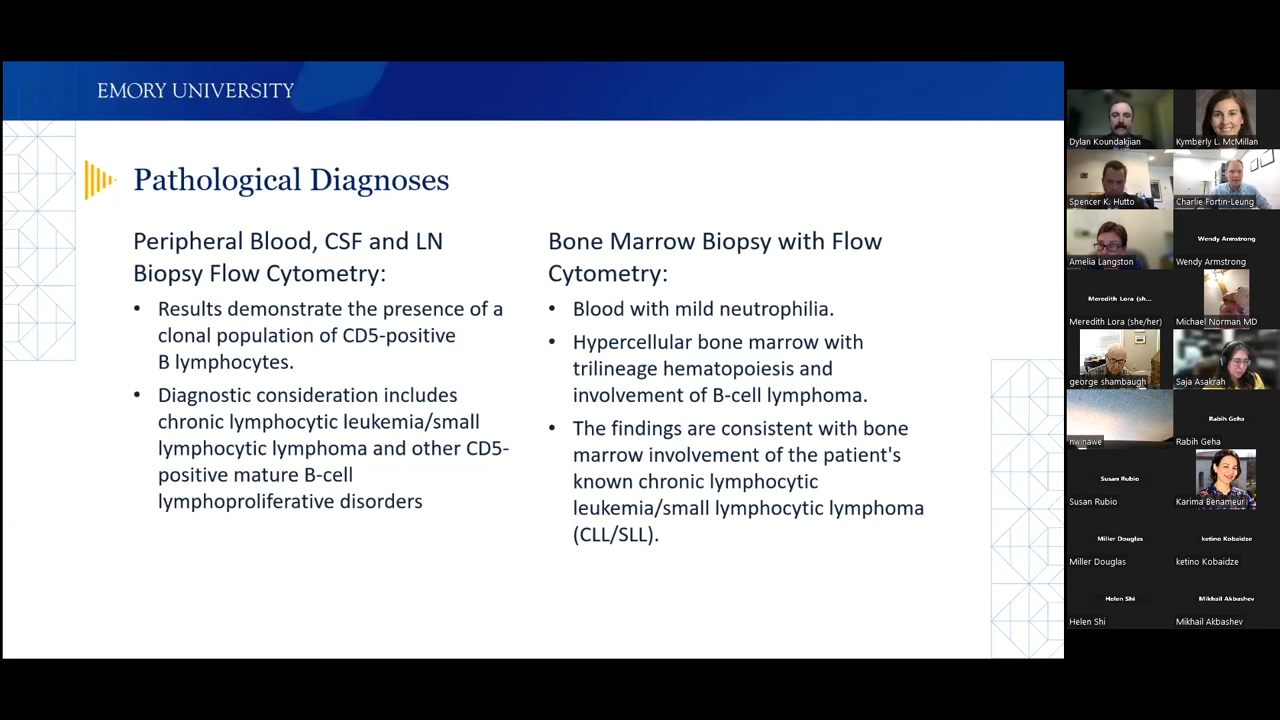 EMORY UNIVERSITY
Pathological Diagnoses
Peripheral Blood, CSF and LN
Biopsy Flow Cytometry:
• Results demonstrate the presence of a
clonal population of CD5-positive
B lymphocytes.
• Diagnostic consideration includes
chronic lymphocytic leukemia/small
lymphocytic lymphoma and other CD5-
positive mature B-cell
lymphoproliferative disorders
Bone Marrow Biopsy with Flow
Cytometry:
• Blood with mild neutrophilia.
• Hypercellular bone marrow with
trilineage hematopoiesis and
involvement of B-cell lymphoma.
• The findings are consistent with bone
marrow involvement of the patient's
known chronic lymphocytic
leukemia/small lymphocytic lymphoma
(CLL/SLL).
Dylan Koundakjian
Kymberly L. McMillan
Spencer K. Hutto
Charlie Fortin-Leung
Amelia Langston
Wendy Armstrong
Wendy Armstrong
Meredith Lora (sh...
Meredith Lora (she/her)
Michael Norman MD
george shambaugh
Saja Asakrah
nwinawe
Rabih Geha
Rabih Geha
Susan Rubio
Susan Rubio
Karima Benameur
Miller Douglas
Miller Douglas
ketino Kobaidze
ketino Kobaidze
Helen Shi
Helen Shi
Mikhail Akbashev
Mikhail Akbashev